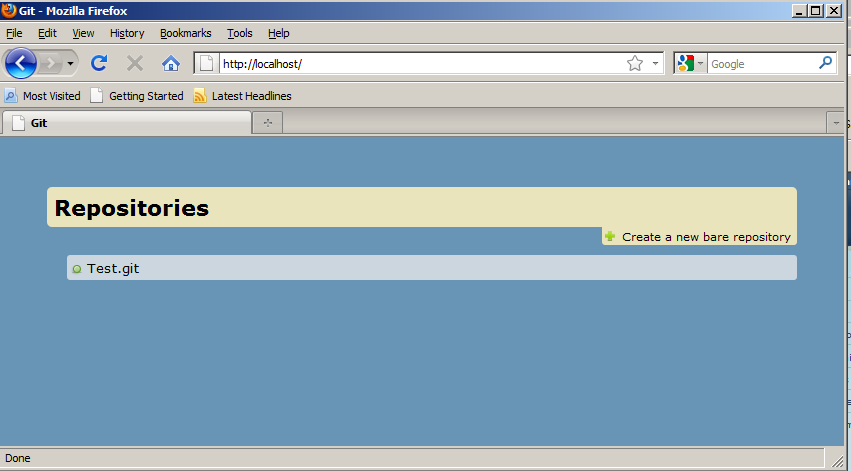 Git - Mozilla Firefox
File Edit View History Bookmarks Tools Help
http://localhost/ Google
Most Visited Getting Started Latest Headlines
Git
Repositories
Create a new bare repository
Test.git
Done